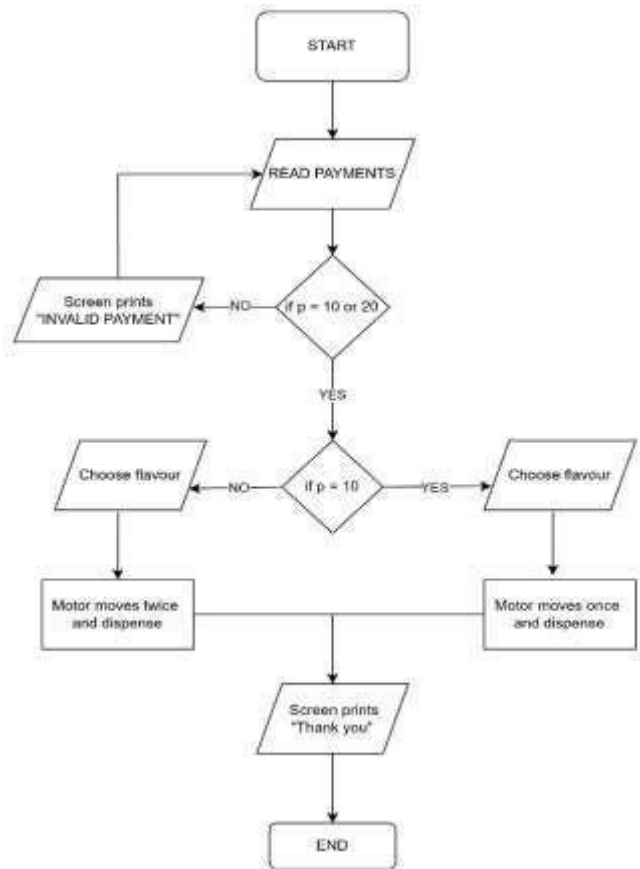 START
READ PAYMENTS
Screen prints
"INVALID PAYMENT"
NO
if p = 10 or 20
YES
Choose flavour
NO
if p = 10
YES
Choose flavour
Motor moves twice
and dispense
Motor moves once
and dispense
Screen prints
"Thank you"
END